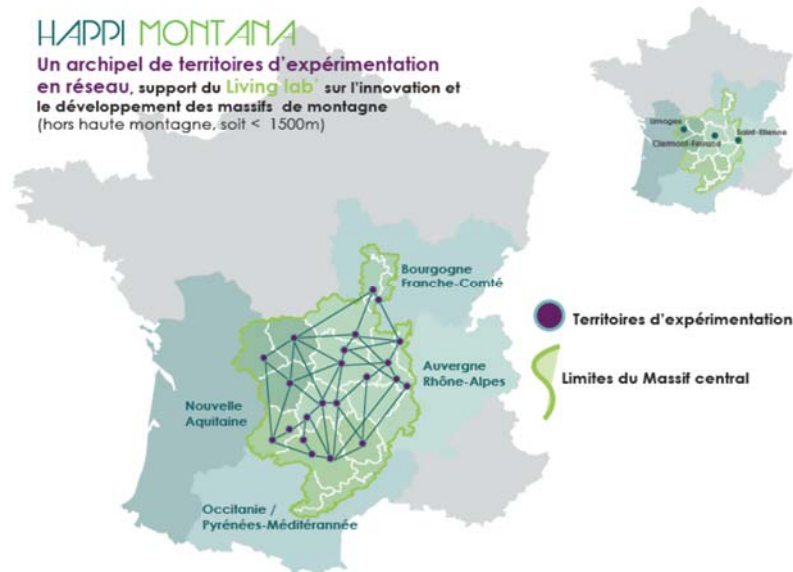 HAPPI MONTANA
Un archipel de territoires d'expérimentation
en réseau, support du Living lab' sur l'innovation et
le développement des massifs de montagne
(hors haute montagne, soit < 1500m)
Limoges
Clermont-Ferrand
Saint-Etienne
Bourgogne
Franche-Comté
Territoires d'expérimentation
Auvergne
Rhône-Alpes
Limites du Massif central
Nouvelle
Aquitaine
Occitanie /
Pyrénées-Méditérannée